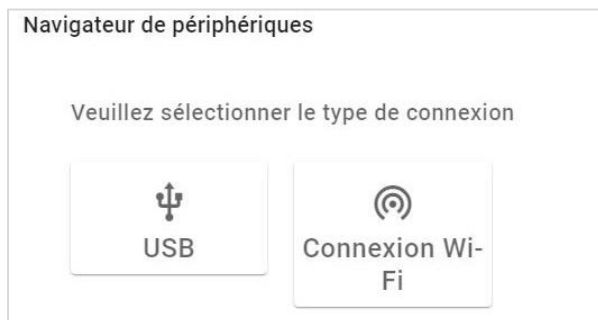 Navigateur de périphériques
Veuillez sélectionner le type de connexion
USB
Connexion Wi-
Fi